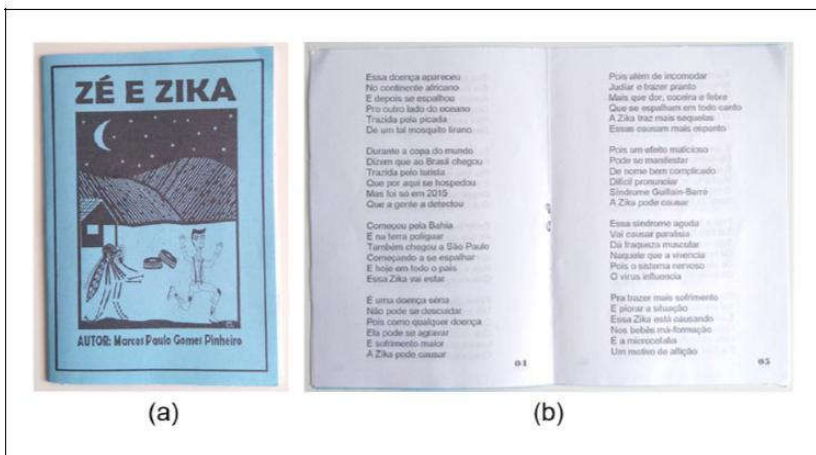 ZÉ E ZIKA
AUTOR: Marcos Paulo Gomes Pinheiro
(a)
Essa doença apareceu
No continente africano
E depois se espalhou
Pro outro lado do oceano
Trazida pela picada
De um tal mosquito tirano
Durante a copa do mundo
Dizem que ao Brasil chegou
Trazida pelo turista
Que por aqui se hospedou
Mas foi só em 2015
Que a gente a detectou
Começou pela Bahia
E na terra potiguar
Também chegou a São Paulo
Começando a se espalhar
E hoje em todo o país
Essa Zika vai estar
É uma doença séria
Não pode se descuidar
Pois como qualquer doença
Ela pode se agravar
E sofrimento maior
A Zika pode causar
04
Pois além de incomodar
Judiar e trazer pranto
Mais que dor, coceira e febre
Que se espalham em todo canto
A Zika traz mais sequelas
Essas causam mais espanto
Pois um efeito malicioso
Pode se manifestar
De nome bem complicado
Difícil pronunciar
Síndrome Guillain-Barré
A Zika pode causar
Essa síndrome aguda
Vai causar paralisia
Dá fraqueza muscular
Naquele que a vivencia
Pois o sistema nervoso
O vírus influencia
Pra trazer mais sofrimento
E piorar a situação
Essa Zika está causando
Nos bebês má-formação
É a microcefalia
Um motivo de aflição
05
(b)